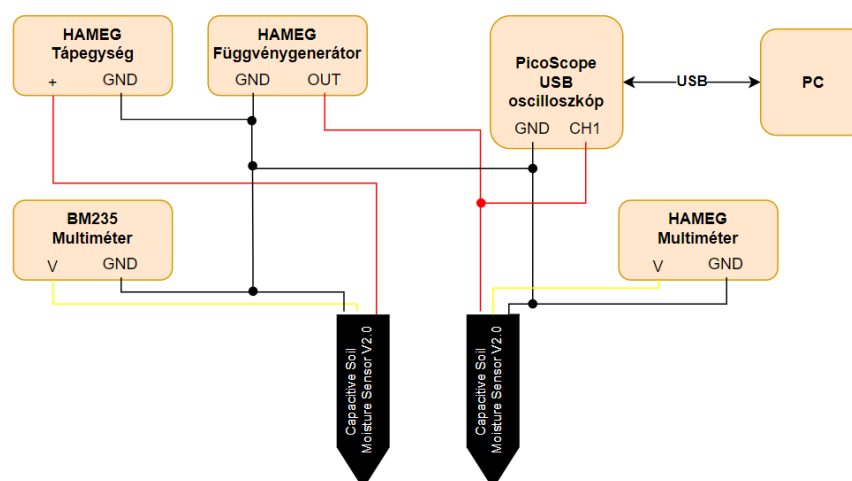 HAMEG
Tápegység
+ GND
HAMEG
Függvénygenerátor
GND OUT
PicoScope
USB
oszcilloszkóp
GND CH1
USB
PC
BM235
Multiméter
V GND
HAMEG
Multiméter
V GND
Capacitive Soil
Moisture Sensor V2.0
Capacitive Soil
Moisture Sensor V2.0